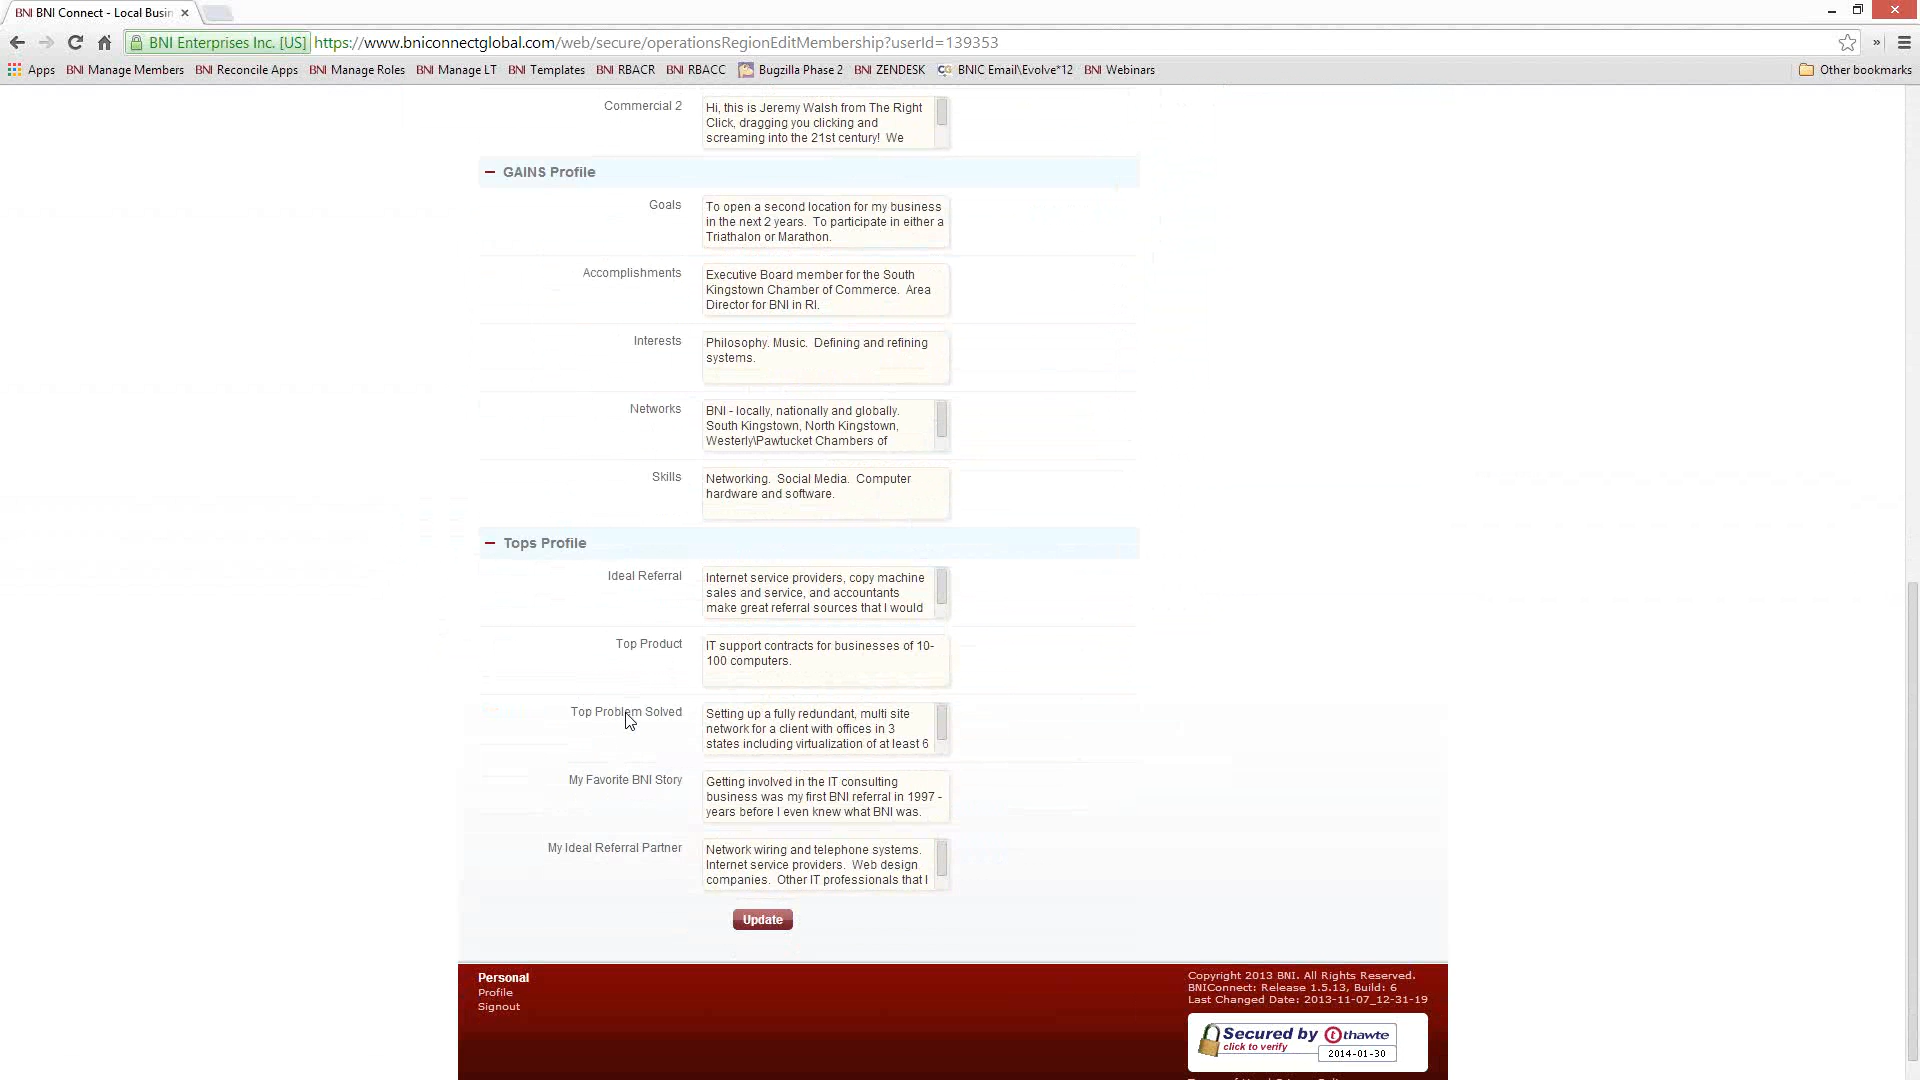 BNI BNI Connect - Local Busin
BNI Enterprises Inc. [US] https://www.bniconnectglobal.com/web/secure/operationsRegionEditMembership?userId=139353
Apps BNI Manage Members BNI Reconcile Apps BNI Manage Roles BNI Manage LT BNI Templates BNI RBACR BNI RBACC Bugzilla Phase 2 BNI ZENDESK CG BNIC Email\Evolve*12 BNI Webinars Other bookmarks
Commercial 2
Hi, this is Jeremy Walsh from The Right
Click, dragging you clicking and
screaming into the 21st century! We
GAINS Profile
Goals
To open a second location for my business
in the next 2 years. To participate in either a
Triathalon or Marathon.
Accomplishments
Executive Board member for the South
Kingstown Chamber of Commerce. Area
Director for BNI in RI.
Interests
Philosophy. Music. Defining and refining
systems.
Networks
BNI - locally, nationally and globally.
South Kingstown, North Kingstown,
Westerly\Pawtucket Chambers of
Skills
Networking. Social Media. Computer
hardware and software.
Tops Profile
Ideal Referral
Internet service providers, copy machine
sales and service, and accountants
make great referral sources that I would
Top Product
IT support contracts for businesses of 10-
100 computers.
Top Problem Solved
Setting up a fully redundant, multi site
network for a client with offices in 3
states including virtualization of at least 6
My Favorite BNI Story
Getting involved in the IT consulting
business was my first BNI referral in 1997 -
years before I even knew what BNI was.
My Ideal Referral Partner
Network wiring and telephone systems.
Internet service providers. Web design
companies. Other IT professionals that I
Update
Personal
Profile
Signout
Copyright 2013 BNI. All Rights Reserved.
BNIConnect: Release 1.5.13, Build: 6
Last Changed Date: 2013-11-07_12-31-19
Secured by thawte
click to verify
2014-01-30